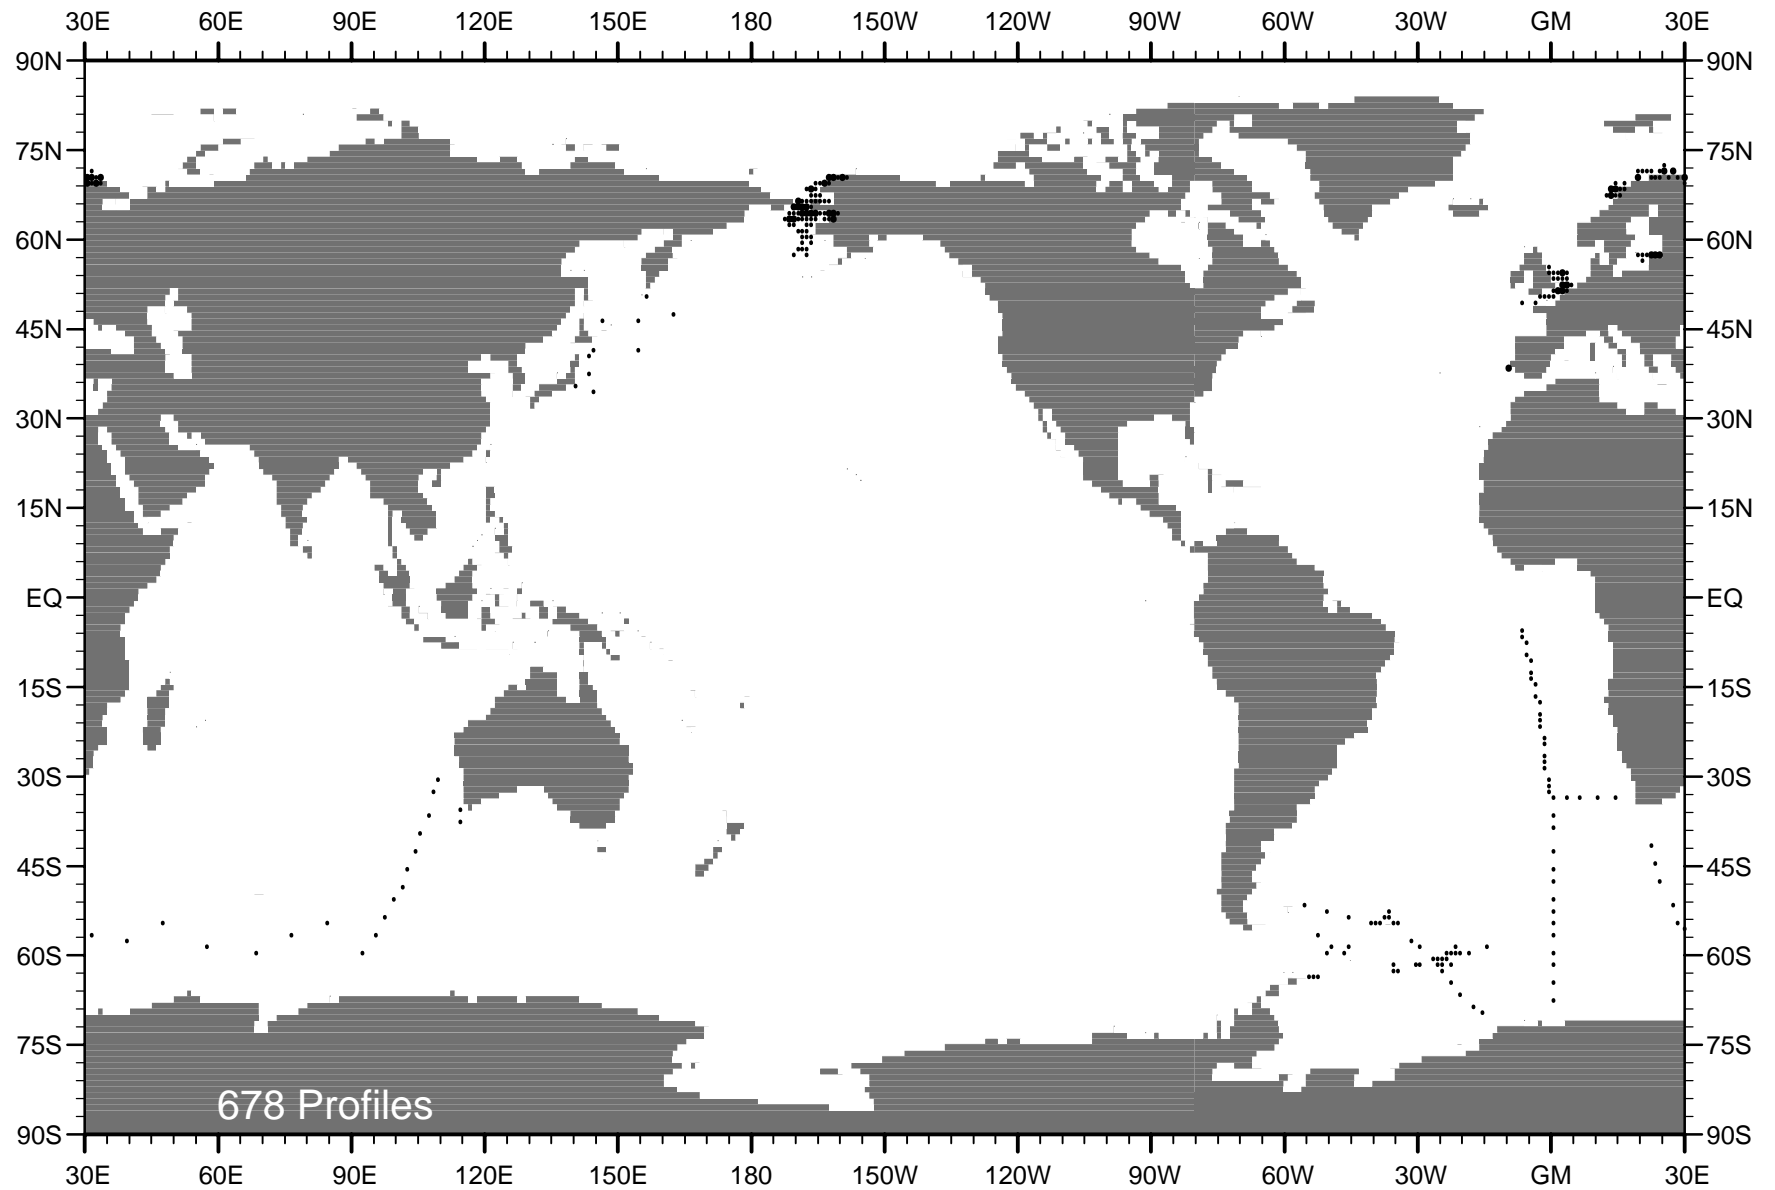 30E 60E 90E 120E 150E 180 150W 120W 90W 60W 30W GM 30E
90N 90N
75N 75N
60N 60N
45N 45N
30N 30N
15N 15N
EQ EQ
15S 15S
30S 30S
45S 45S
60S 60S
75S 75S
678 Profiles
90S 90S
30E 60E 90E 120E 150E 180 150W 120W 90W 60W 30W GM 30E